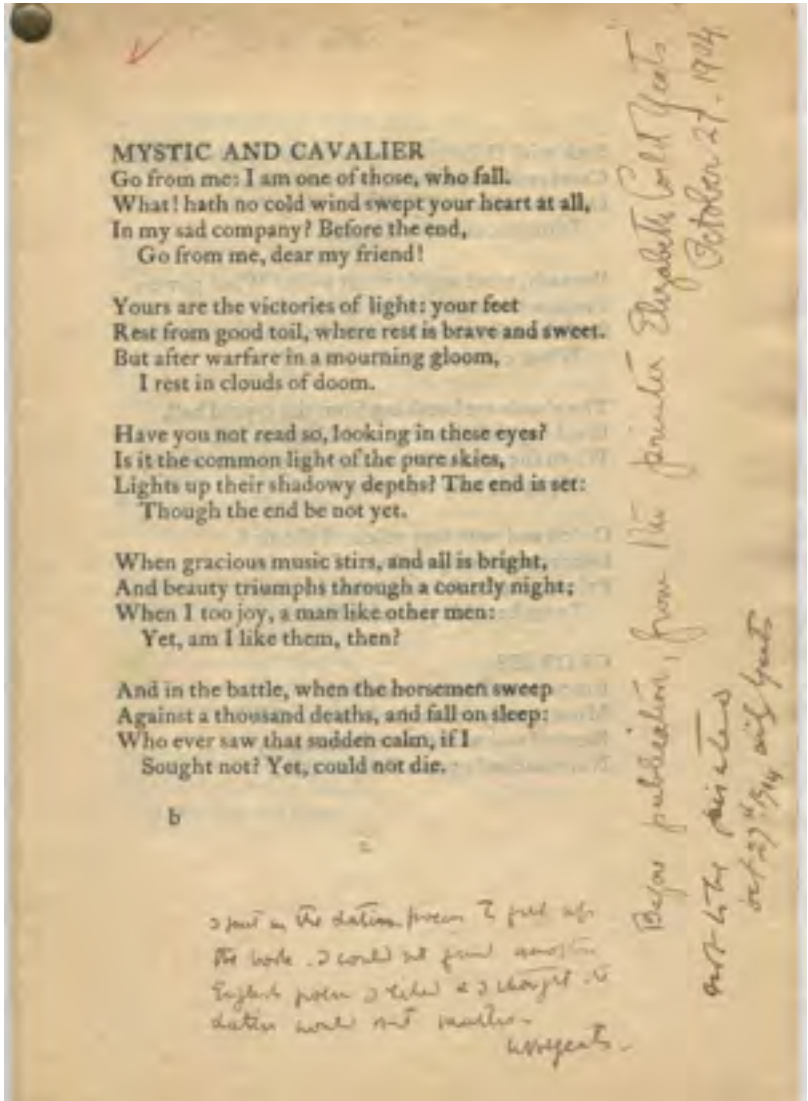 MYSTIC AND CAVALIER
Go from me: I am one of those, who fall.
What! hath no cold wind swept your heart at all,
In my sad company? Before the end,
Go from me, dear my friend!
Yours are the victories of light: your feet
Rest from good toil, where rest is brave and sweet.
But after warfare in a mourning gloom,
I rest in clouds of doom.
Have you not read so, looking in these eyes?
Is it the common light of the pure skies,
Lights up their shadowy depths? The end is set:
Though the end be not yet.
When gracious music stirs, and all is bright,
And beauty triumphs through a courtly night;
When I too joy, a man like other men:
Yet, am I like them, then?
And in the battle, when the horsemen sweep
Against a thousand deaths, and fall on sleep:
Who ever saw that sudden calm, if I
Sought not? Yet, could not die.
b
I put in the latin poem to fill up
the book. I could not find another
English poem I liked & I thought the
latin would not matter.
WBYeats.
Before publication, from the printer Elizabeth Corbet Yeats
October 27. 1904
sent to the
Oct 27th Yeats